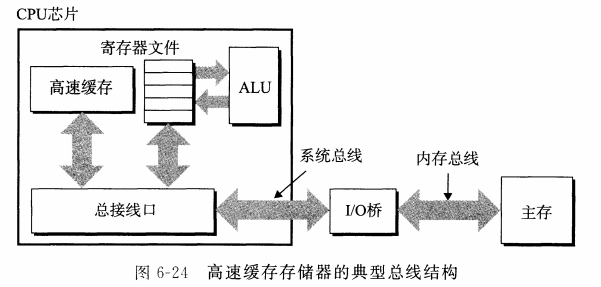 CPU芯片
寄存器文件
高速缓存
ALU
系统总线
内存总线
总接线口
I/O桥
主存
图 6-24 高速缓存存储器的典型总线结构